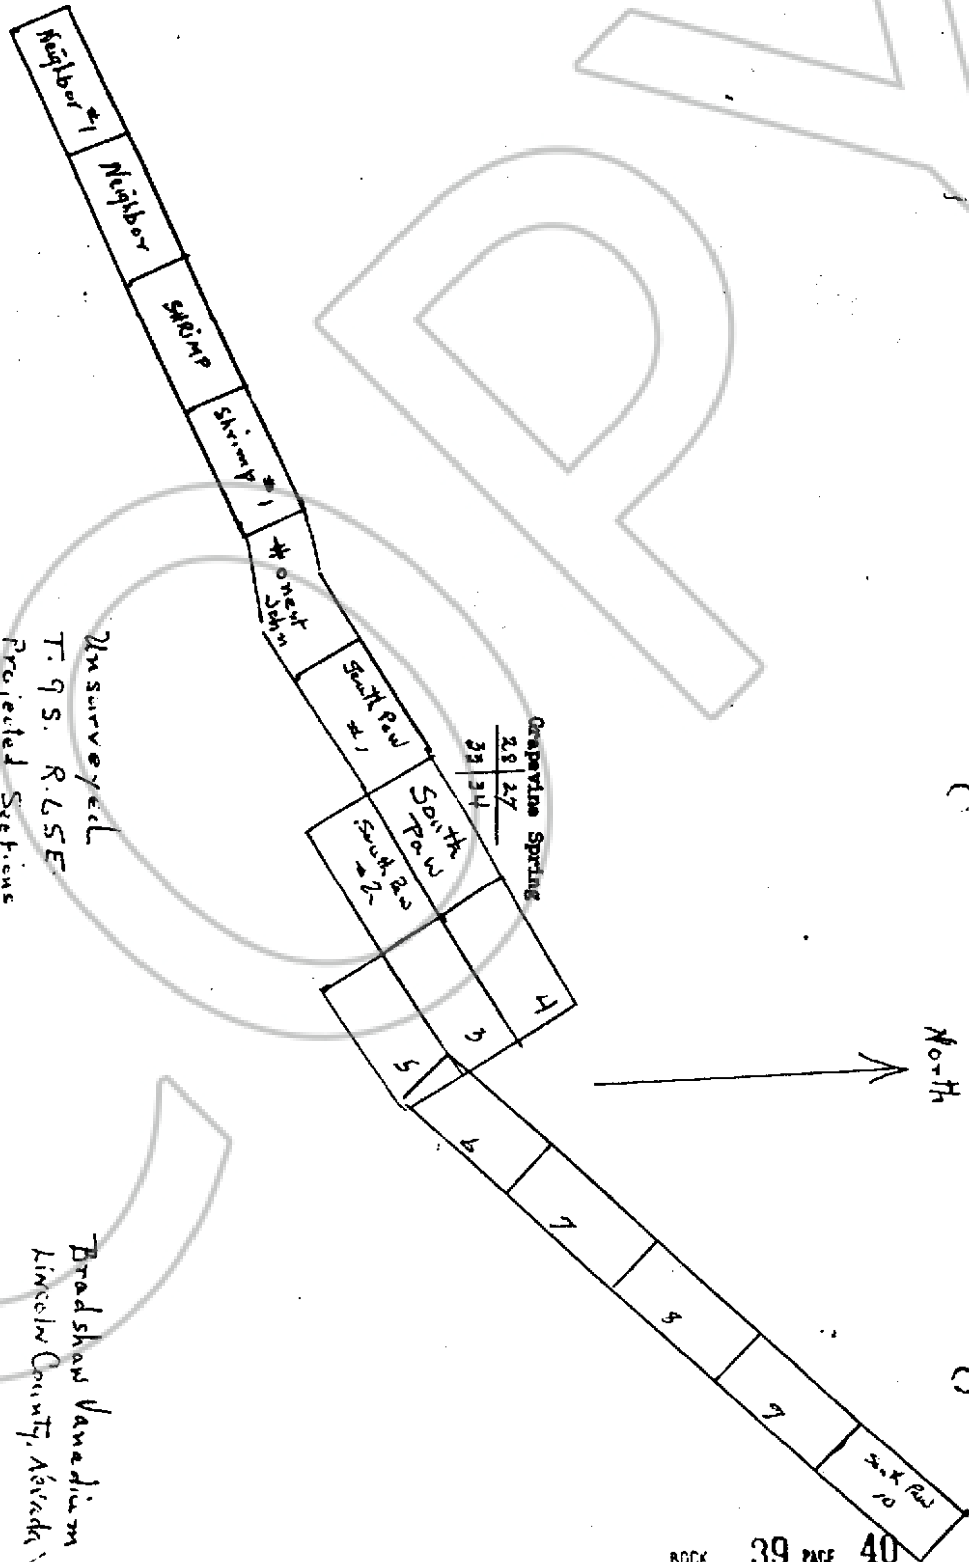 Neighbor #1
Neighbor
SHRIMP
Shrimp #1
Honest
John
South Paw
#1
South
Paw
South Paw
#2
3
4
5
6
7
8
9
South Paw
10
Grapevine Spring
28 27
33 34
North
Unsurveyed
T. 9 S. R. 65 E.
Projected Sections
Bradshaw Vanadium
Lincoln County, Nevada
BOOK 39 PAGE 40
COPY